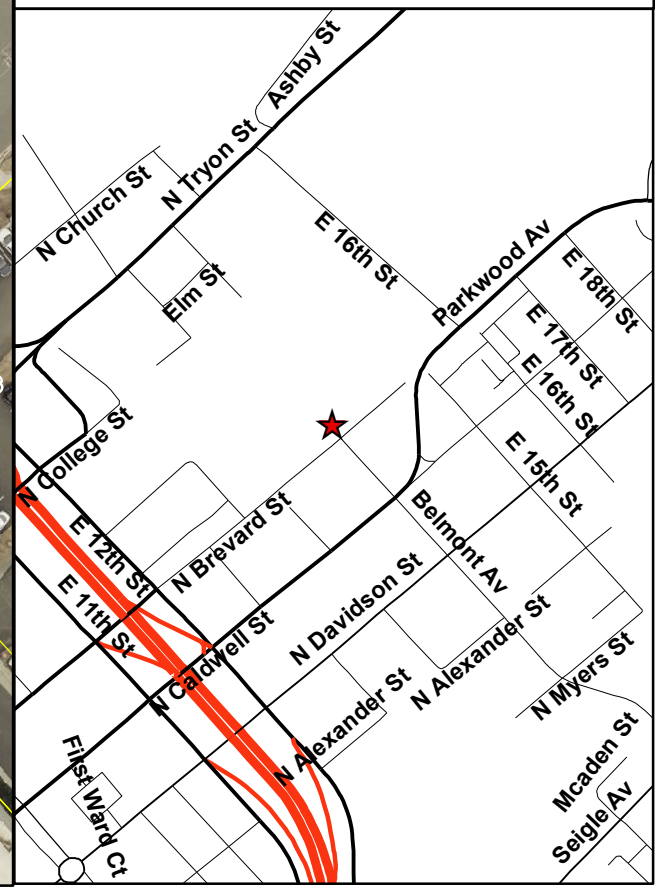 Ashby St
N Tryon St
N Church St
E 16th St
Parkwood Av
E 18th St
Elm St
E 17th St
E 16th St
N College St
E 15th St
Belmont Av
E 12th St
N Brevard St
E 11th St
N Davidson St
N Caldwell St
N Alexander St
N Myers St
N Alexander St
First Ward Ct
Mcaden St
Seigle Av